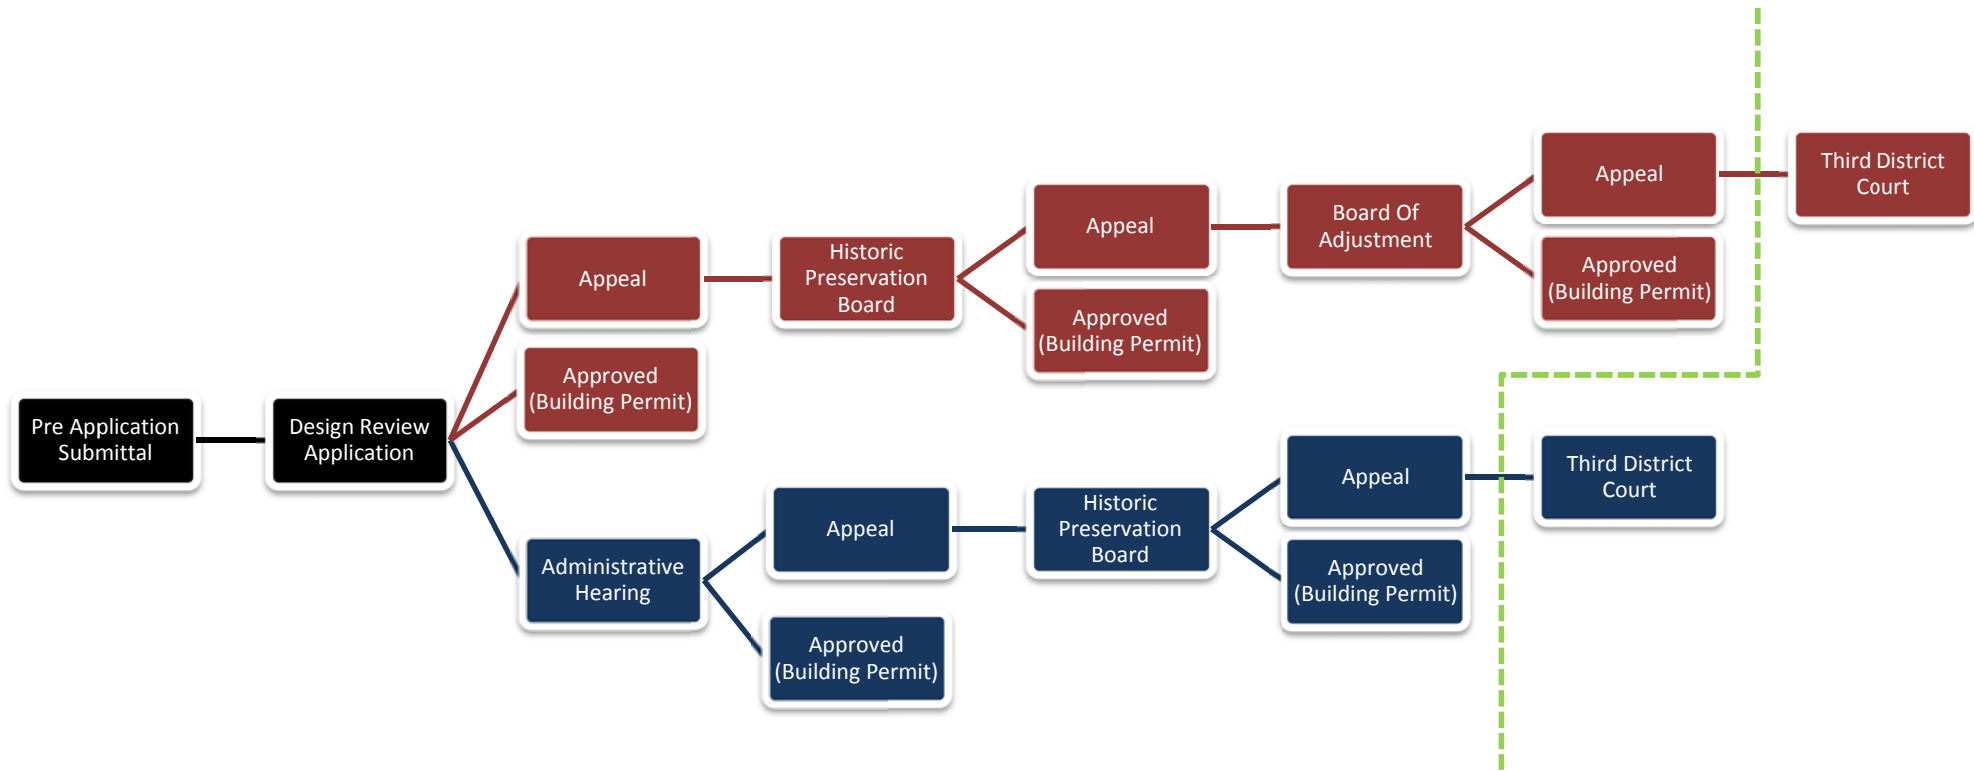 Pre Application
Submittal
Design Review
Application
Appeal
Approved
(Building Permit)
Historic
Preservation
Board
Appeal
Approved
(Building Permit)
Board Of
Adjustment
Appeal
Approved
(Building Permit)
Third District
Court
Administrative
Hearing
Appeal
Approved
(Building Permit)
Historic
Preservation
Board
Appeal
Approved
(Building Permit)
Third District
Court